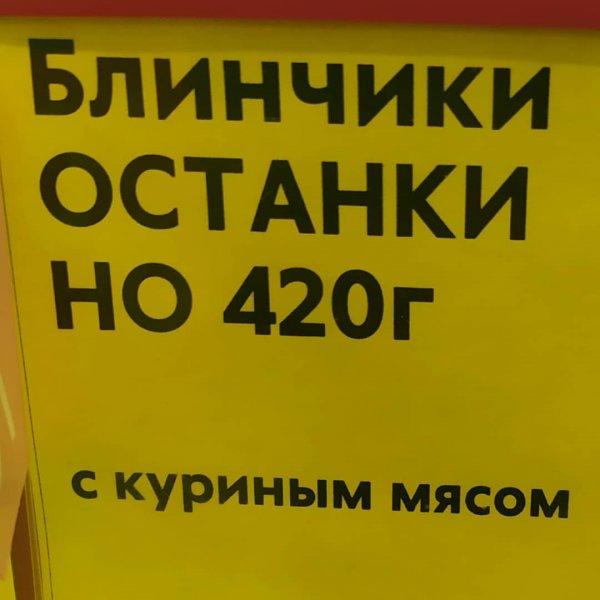 Блинчики
ОСТАНКИ
НО 420г
с куриным мясом